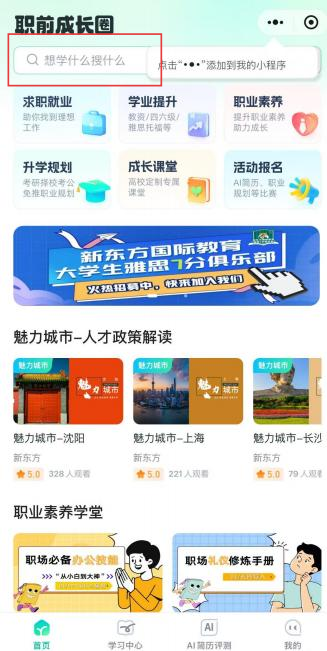 职前成长圈
想学什么搜什么
点击“•●•”添加到我的小程序
求职就业
助你找到理想
工作
学业提升
教资/四六级/
雅思托福等
职业素养
提升职业素养
助力成长
升学规划
考研择校考公
免推职业规划
成长课堂
高校定制专属
课堂
活动报名
AI简历、职业
规划等比赛
新东方国际教育
大学生雅思7分俱乐部
火热招募中,快来加入我们
魅力城市-人才政策解读
魅力城市
魅力城市
魅力城市
魅力城市
魅力城市
魅
魅力城市-沈阳
新东方
5.0 328人观看
魅力城市-上海
新东方
5.0 221人观看
魅力城市-长沙
新东方
5.0 79人观看
职业素养学堂
职场必备办公技能
“从小白到大神”
职场礼仪修炼手册
首页
学习中心
AI
AI简历评测
我的